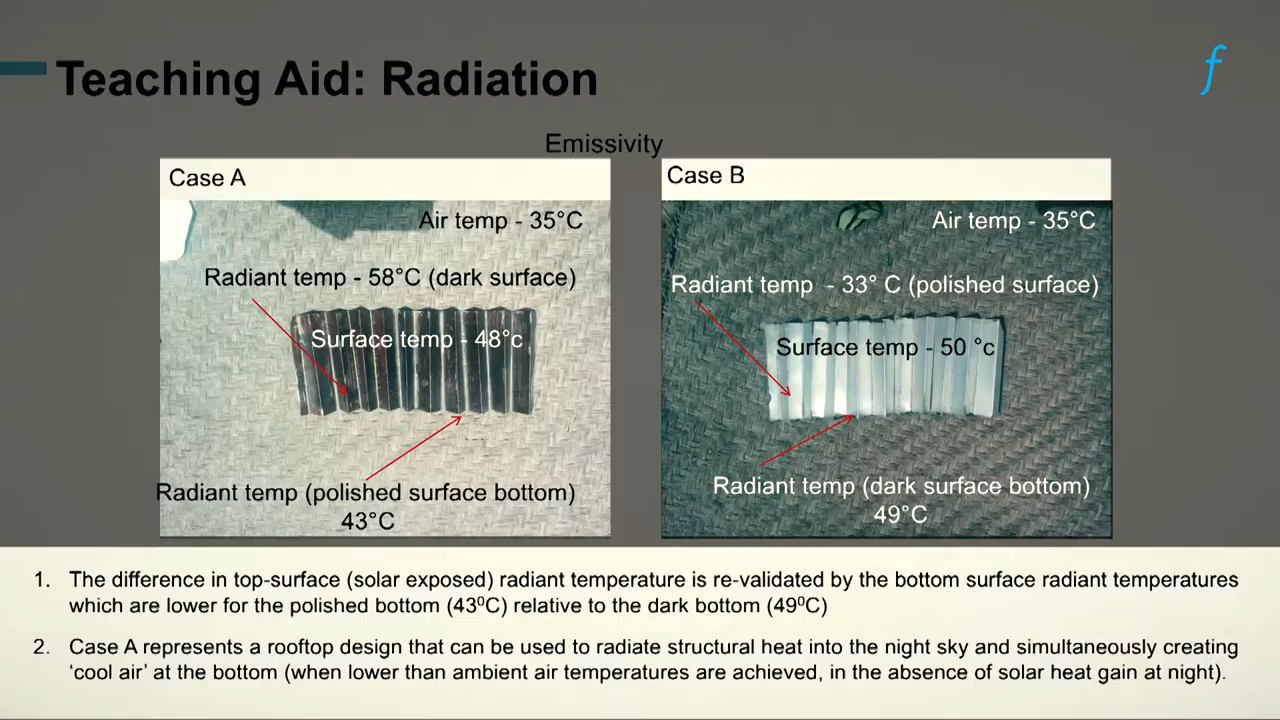 Teaching Aid: Radiation
f
Emissivity
Case A
Air temp - 35°C
Radiant temp - 58°C (dark surface)
Surface temp - 48°c
Radiant temp (polished surface bottom)
43°C
Case B
Air temp - 35°C
Radiant temp - 33° C (polished surface)
Surface temp - 50 °c
Radiant temp (dark surface bottom)
49°C
1. The difference in top-surface (solar exposed) radiant temperature is re-validated by the bottom surface radiant temperatures
which are lower for the polished bottom (43⁰C) relative to the dark bottom (49⁰C)
2. Case A represents a rooftop design that can be used to radiate structural heat into the night sky and simultaneously creating
‘cool air’ at the bottom (when lower than ambient air temperatures are achieved, in the absence of solar heat gain at night).